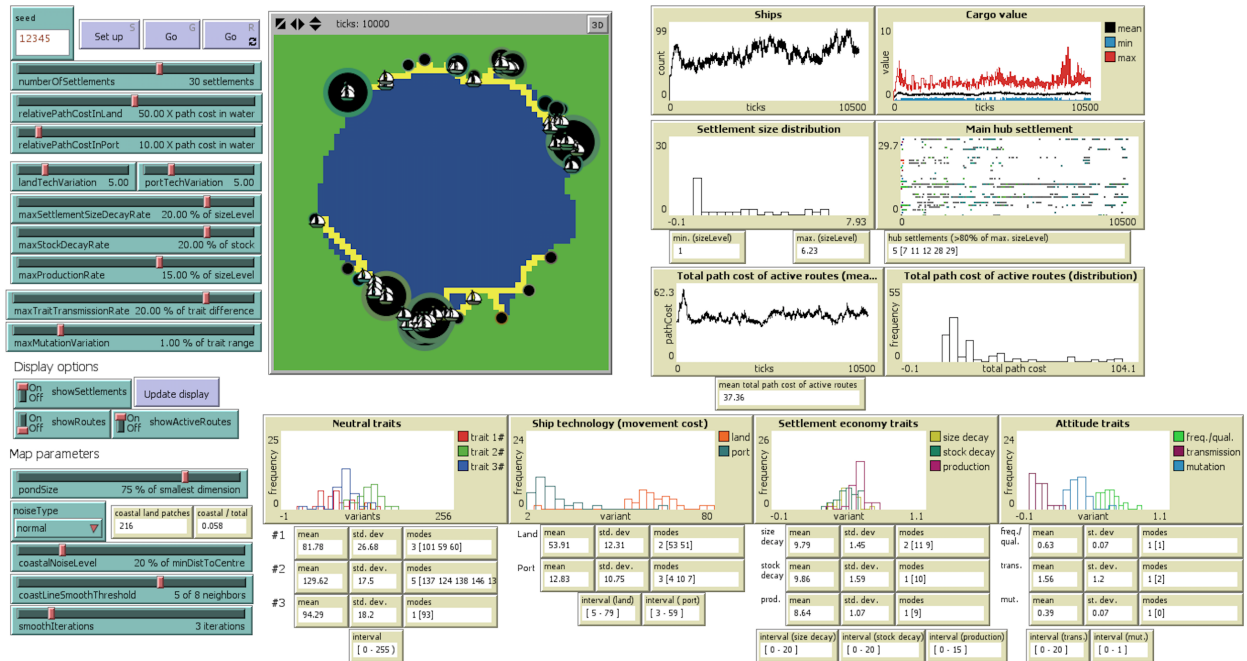 seed
12345
Set up
S
Go
G
Go
R
numberOfSettlements 30 settlements
relativePathCostInLand 50.00 X path cost in water
relativePathCostInPort 10.00 X path cost in water
landTechVariation 5.00
portTechVariation 5.00
maxSettlementSizeDecayRate 20.00 % of sizeLevel
maxStockDecayRate 20.00 % of stock
maxProductionRate 15.00 % of sizeLevel
maxTraitTransmissionRate 20.00 % of trait difference
maxMutationVariation 1.00 % of trait range
Display options
On
Off
showSettlements
Update display
On
Off
showRoutes
On
Off
showActiveRoutes
Map parameters
pondSize 75 % of smallest dimension
noiseType
normal
coastal land patches
216
coastal / total
0.058
coastalNoiseLevel 20 % of minDistToCentre
coastLineSmoothThreshold 5 of 8 neighbors
smoothIterations 3 iterations
ticks: 10000
3D
Ships
99
count
0
0 ticks 10500
Cargo value
10
value
0
0 ticks 10500
mean
min
max
Settlement size distribution
30
0
-0.1 7.93
min. (sizeLevel)
1
max. (sizeLevel)
6.23
Main hub settlement
29.7
0
0 10500
hub settlements (>80% of max. sizeLevel)
5 [7 11 12 28 29]
Total path cost of active routes (mea...
62.3
pathCost
0
0 ticks 10500
Total path cost of active routes (distribution)
55
frequency
0
-0.1 total path cost 104.1
mean total path cost of active routes
37.36
Neutral traits
25
frequency
0
-1 variants 256
trait 1#
trait 2#
trait 3#
#1
mean
81.78
std. dev
26.68
modes
3 [101 59 60]
#2
mean
129.62
std. dev
17.5
modes
5 [137 124 138 146 13
#3
mean
94.29
std. dev
18.2
modes
1 [93]
interval
[ 0 - 255 )
Ship technology (movement cost)
24
frequency
0
2 variant 80
land
port
Land
mean
53.91
std. dev
12.31
modes
2 [53 51]
Port
mean
12.83
std. dev
10.75
modes
3 [4 10 7]
interval (land)
[ 5 - 79 ]
interval ( port)
[ 3 - 59 ]
Settlement economy traits
26
frequency
0
-0.1 variants 1.1
size decay
stock decay
production
size
decay
mean
9.79
std. dev.
1.45
modes
2 [11 9]
stock
decay
mean
9.86
std. dev.
1.59
modes
1 [10]
prod.
mean
8.64
std. dev.
1.07
modes
1 [9]
interval (size decay)
[ 0 - 20 ]
interval (stock decay)
[ 0 - 20 ]
interval (production)
[ 0 - 15 ]
Attitude traits
24
frequency
0
-0.1 variant 1.1
freq./qual.
transmission
mutation
freq./
qual.
mean
0.63
std. dev.
0.07
modes
1 [1]
trans.
mean
1.56
std. dev.
1.2
modes
1 [2]
mut.
mean
0.39
std. dev.
0.07
modes
1 [0]
interval (trans.)
[ 0 - 20 ]
interval (mut.)
[ 0 - 1 ]